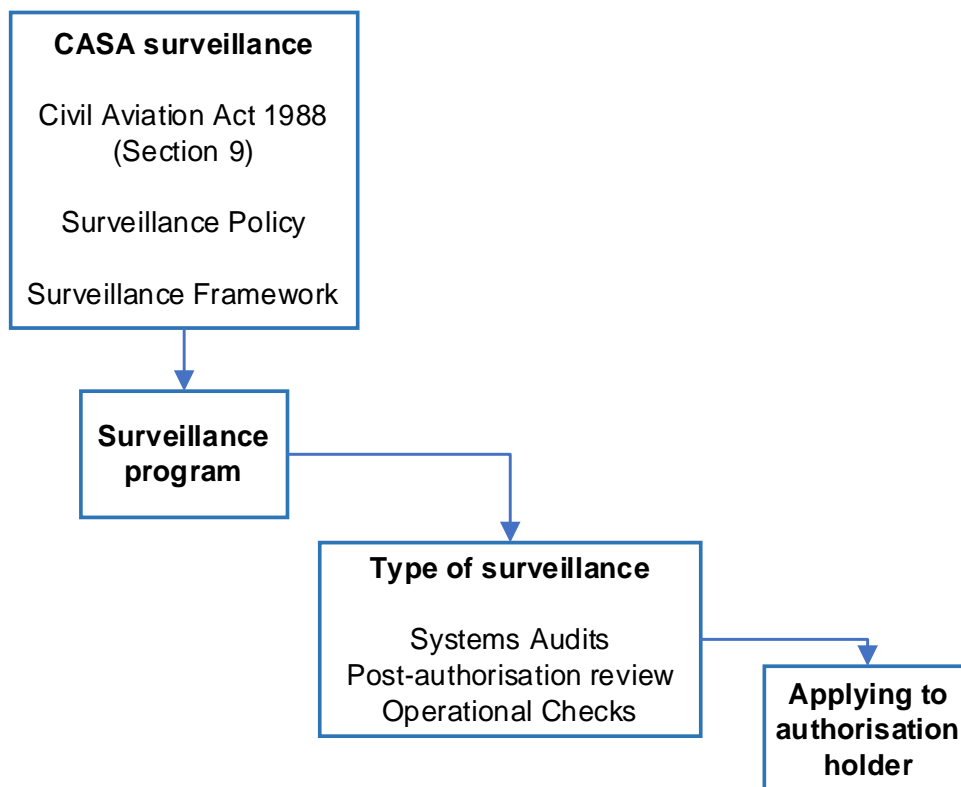 CASA surveillance
Civil Aviation Act 1988
(Section 9)
Surveillance Policy
Surveillance Framework
Surveillance
program
Type of surveillance
Systems Audits
Post-authorisation review
Operational Checks
Applying to
authorisation
holder